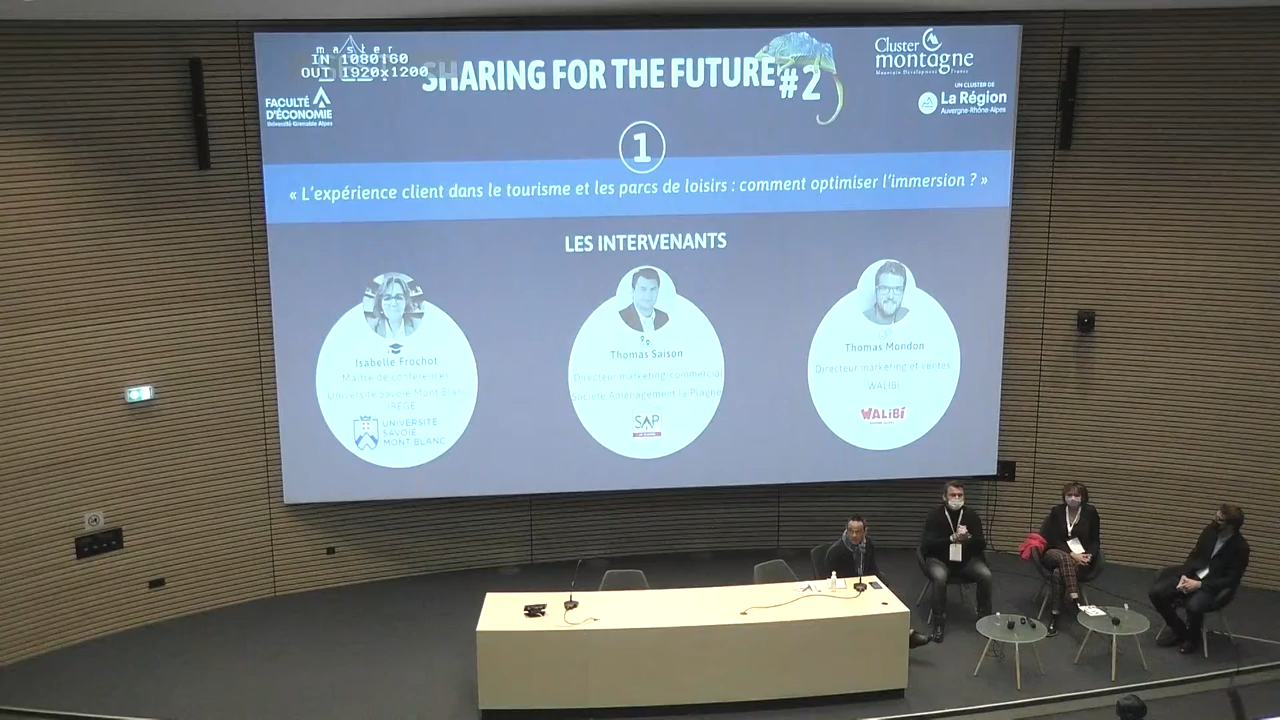 master
IN 1080i60
OUT 1920x1200
SHARING FOR THE FUTURE #2
FACULTÉ
D'ÉCONOMIE
Université Grenoble Alpes
Cluster
montagne
Mountain Development France
UN CLUSTER DE
La Région
Auvergne-Rhône-Alpes
1
« L'expérience client dans le tourisme et les parcs de loisirs : comment optimiser l'immersion ? »
LES INTERVENANTS
Isabelle Frochot
Maître de conférences
Université Savoie Mont Blanc
IREGE
UNIVERSITÉ
SAVOIE
MONT BLANC
Thomas Saison
Directeur marketing/commercial
Société Aménagement la Plagne
SAP
Thomas Mondon
Directeur marketing et ventes
WALIBI
WALiBi